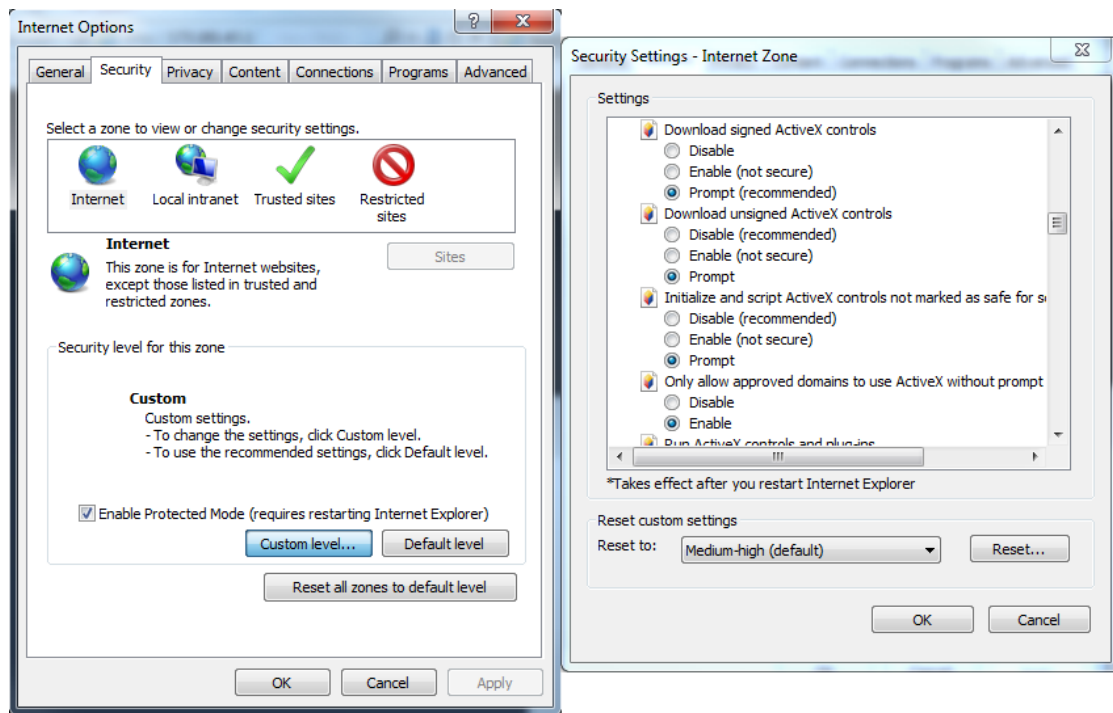 Internet Options
General Security Privacy Content Connections Programs Advanced
Select a zone to view or change security settings.
Internet
Local intranet
Trusted sites
Restricted
sites
Internet
This zone is for Internet websites,
except those listed in trusted and
restricted zones.
Sites
Security level for this zone
Custom
Custom settings.
- To change the settings, click Custom level.
- To use the recommended settings, click Default level.
Enable Protected Mode (requires restarting Internet Explorer)
Custom level...
Default level
Reset all zones to default level
OK
Cancel
Apply
Security Settings - Internet Zone
Settings
Download signed ActiveX controls
Disable
Enable (not secure)
Prompt (recommended)
Download unsigned ActiveX controls
Disable (recommended)
Enable (not secure)
Prompt
Initialize and script ActiveX controls not marked as safe for s
Disable (recommended)
Enable (not secure)
Prompt
Only allow approved domains to use ActiveX without prompt
Disable
Enable
Run ActiveX controls and plug-ins
*Takes effect after you restart Internet Explorer
Reset custom settings
Reset to:
Medium-high (default)
Reset...
OK
Cancel